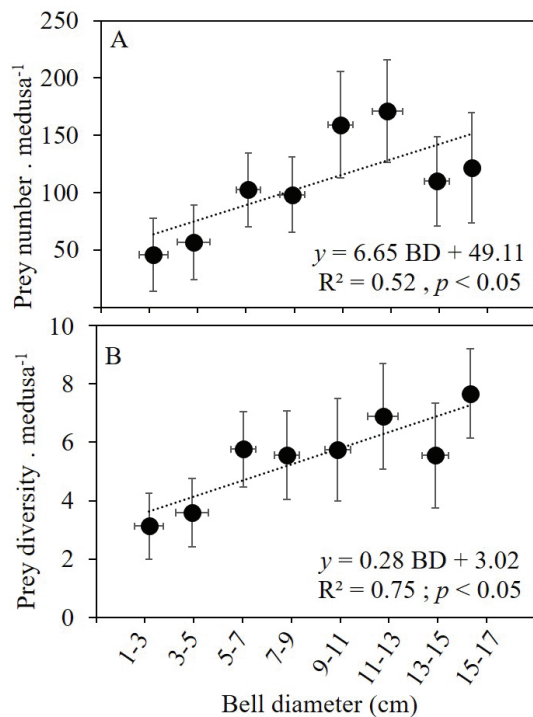 A
Prey number . medusa⁻¹
250
200
150
100
50
y = 6.65 BD + 49.11
R² = 0.52 , p < 0.05
B
Prey diversity . medusa⁻¹
10
8
6
4
2
0
y = 0.28 BD + 3.02
R² = 0.75 ; p < 0.05
1-3
3-5
5-7
7-9
9-11
11-13
13-15
15-17
Bell diameter (cm)